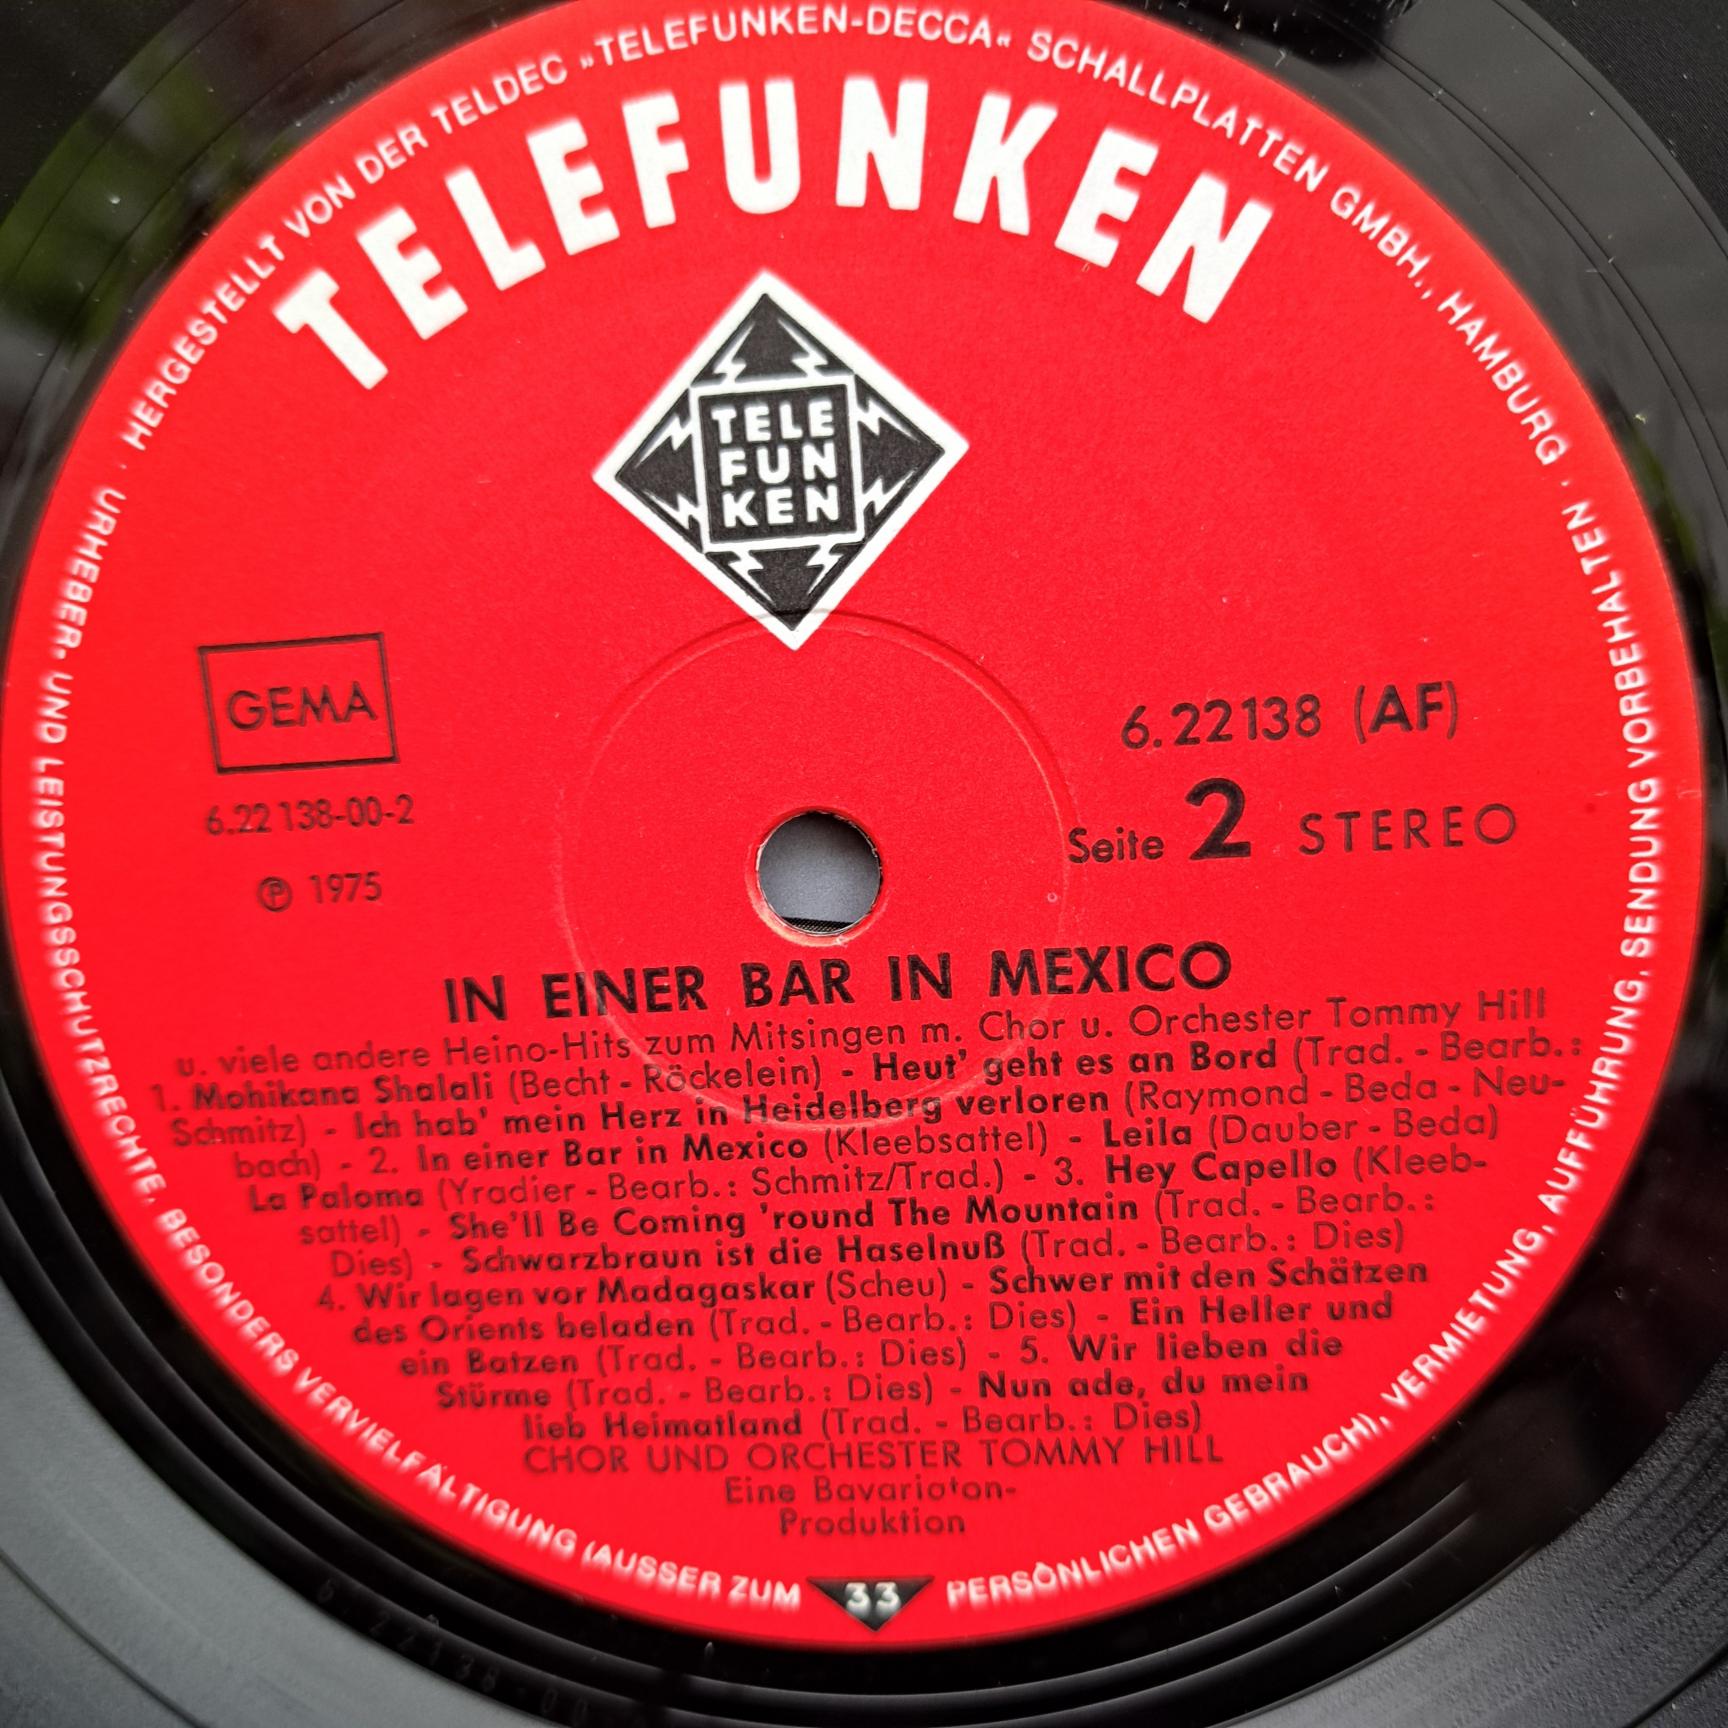 HERGESTELLT VON DER TELDEC »TELEFUNKEN-DECCA« SCHALLPLATTEN GMBH., HAMBURG ·
TELEFUNKEN
TELE
FUN
KEN
GEMA
6.22138-00-2
℗ 1975
6.22138 (AF)
Seite 2 STEREO
IN EINER BAR IN MEXICO
u. viele andere Heino-Hits zum Mitsingen m. Chor u. Orchester Tommy Hill
1. Mohikana Shalali (Becht - Röckelein) - Heut' geht es an Bord (Trad. - Bearb.:
Schmitz) - Ich hab' mein Herz in Heidelberg verloren (Raymond - Beda - Neu-
bach) - 2. In einer Bar in Mexico (Kleebsattel) - Leila (Dauber - Beda)
La Paloma (Yradier - Bearb.: Schmitz/Trad.) - 3. Hey Capello (Kleeb-
sattel) - She'll Be Coming 'round The Mountain (Trad. - Bearb.:
Dies) - Schwarzbraun ist die Haselnuß (Trad. - Bearb.: Dies)
4. Wir lagen vor Madagaskar (Scheu) - Schwer mit den Schätzen
des Orients beladen (Trad. - Bearb.: Dies) - Ein Heller und
ein Batzen (Trad. - Bearb.: Dies) - 5. Wir lieben die
Stürme (Trad. - Bearb.: Dies) - Nun ade, du mein
lieb Heimatland (Trad. - Bearb.: Dies)
CHOR UND ORCHESTER TOMMY HILL
Eine Bavariaton-
Produktion
URHEBER- UND LEISTUNGSSCHUTZRECHTE, BESONDERS VERVIELFÄLTIGUNG (AUSSER ZUM PERSÖNLICHEN GEBRAUCH), VERMIETUNG, AUFFÜHRUNG, SENDUNG VORBEHALTEN ·
33
6.22138-00